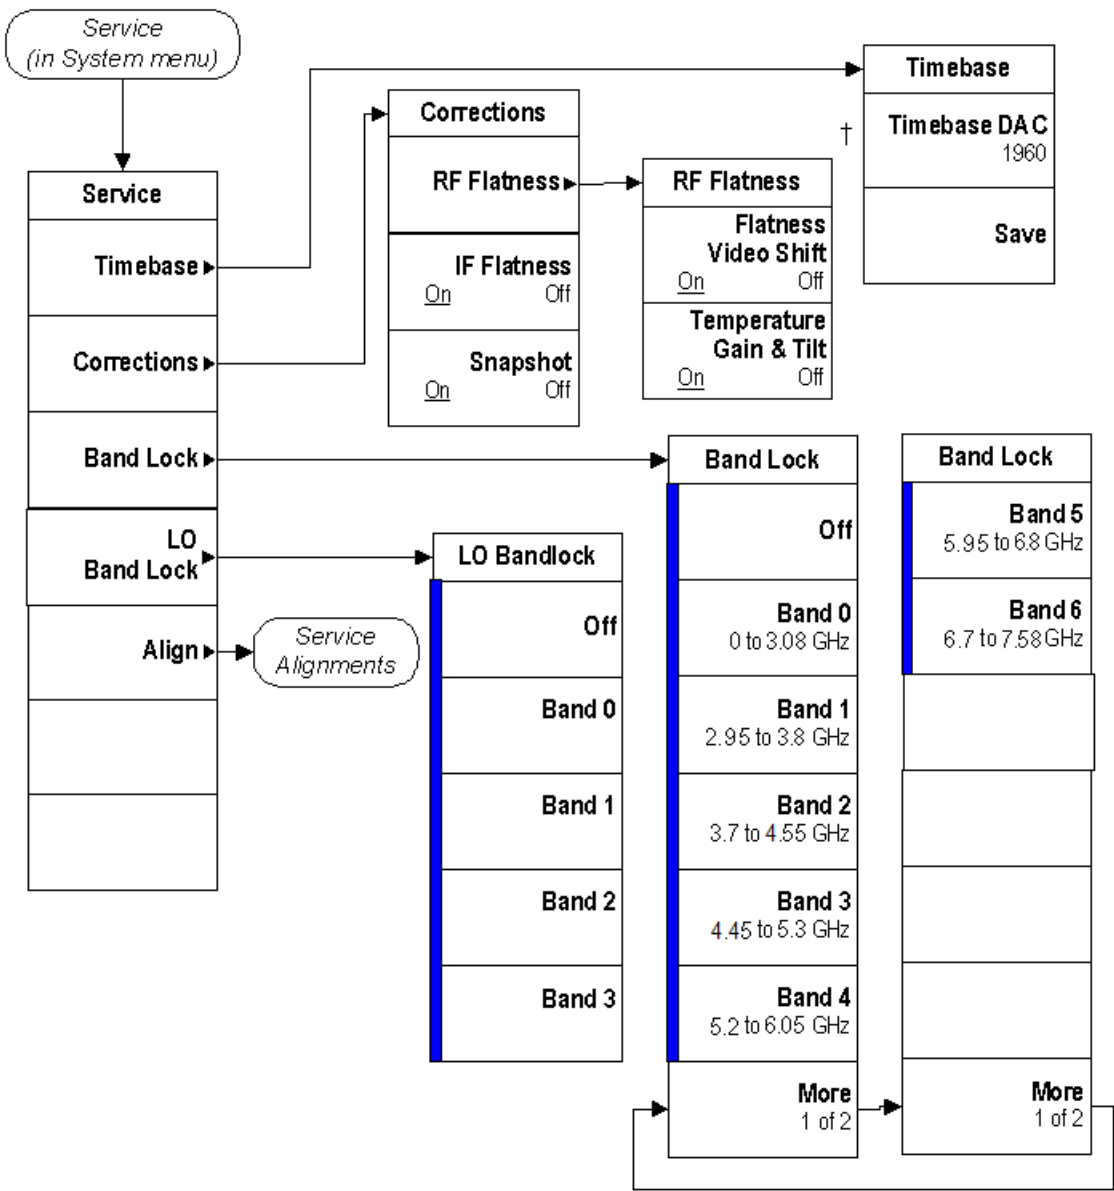 Service
(in System menu)
Service
Timebase
Corrections
Band Lock
LO
Band Lock
Align
Service
Alignments
Corrections
RF Flatness
IF Flatness
On Off
Snapshot
On Off
RF Flatness
Flatness
Video Shift
On Off
Temperature
Gain & Tilt
On Off
Timebase
†
Timebase DAC
1960
Save
LO Bandlock
Off
Band 0
Band 1
Band 2
Band 3
Band Lock
Off
Band 0
0 to 3.08 GHz
Band 1
2.95 to 3.8 GHz
Band 2
3.7 to 4.55 GHz
Band 3
4.45 to 5.3 GHz
Band 4
5.2 to 6.05 GHz
More
1 of 2
Band Lock
Band 5
5.95 to 6.8 GHz
Band 6
6.7 to 7.58GHz
More
1 of 2